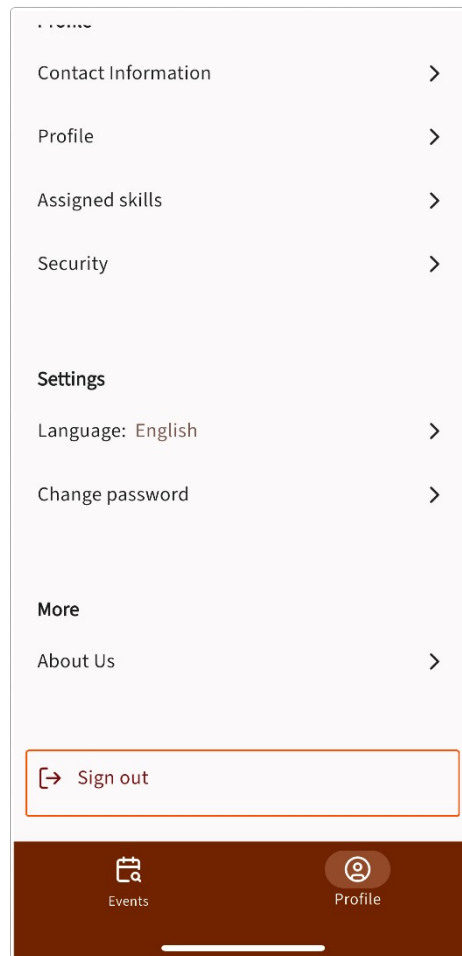 Contact Information
Profile
Assigned skills
Security
Settings
Language: English
Change password
More
About Us
Sign out
Events
Profile